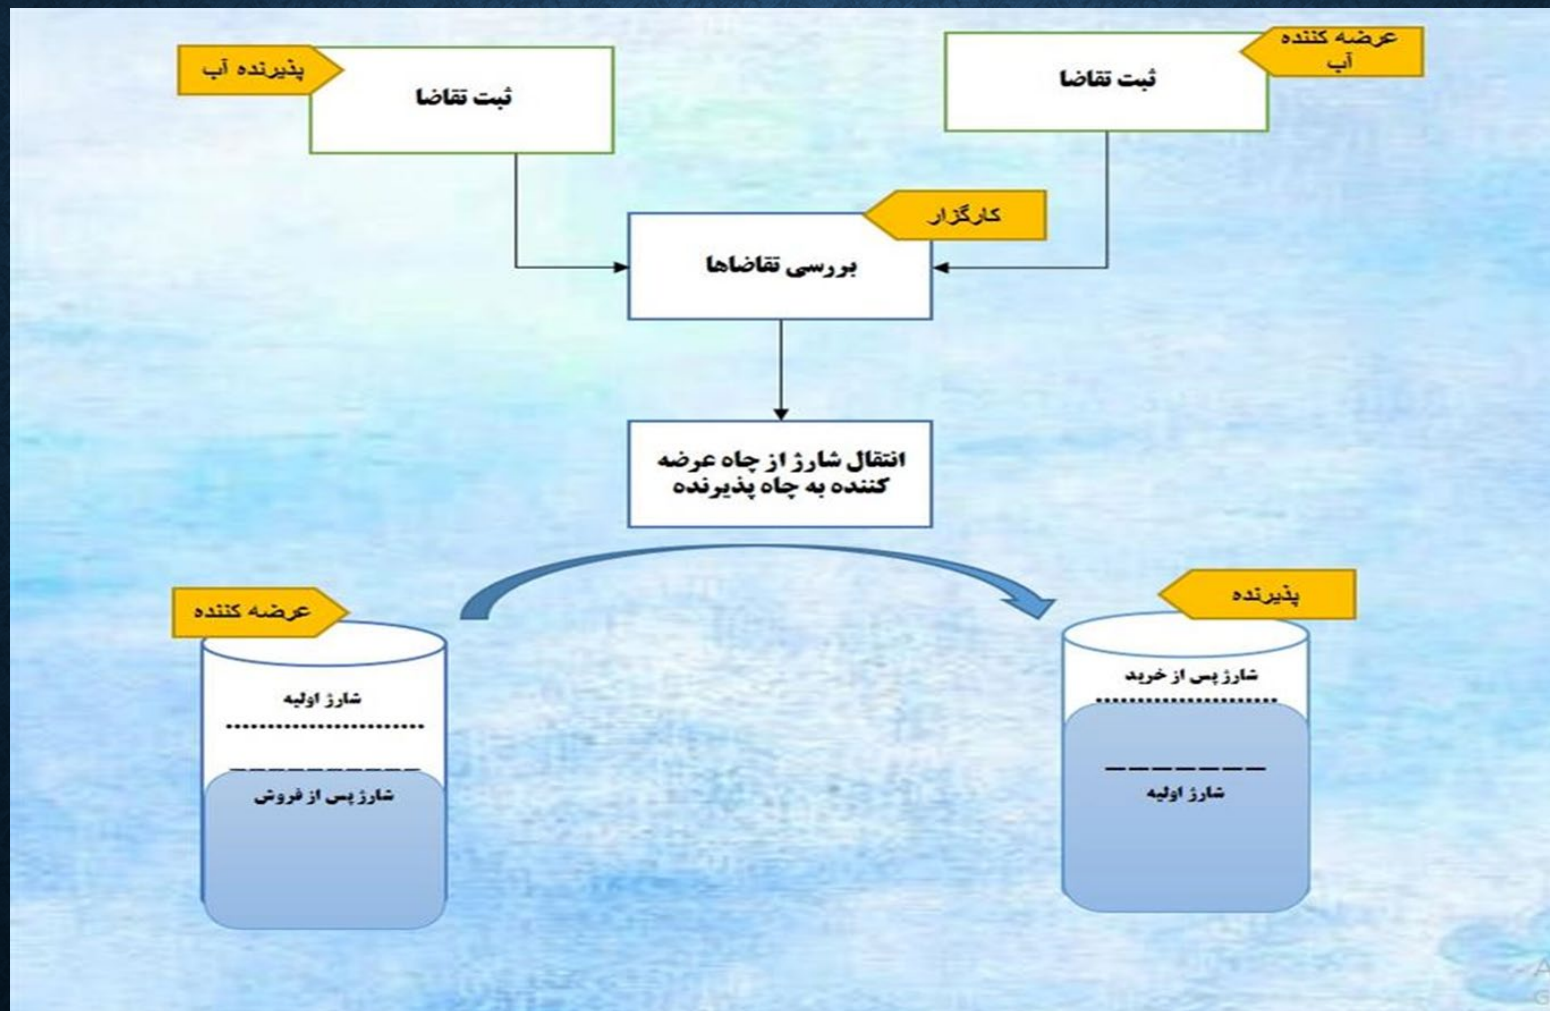 عرضه کننده
آب
ثبت تقاضا
پذیرنده آب
ثبت تقاضا
کارگزار
بررسی تقاضاها
انتقال شارژ از چاه عرضه
کننده به چاه پذیرنده
پذیرنده
شارژ پس از خرید
شارژ اولیه
عرضه کننده
شارژ اولیه
شارژ پس از فروش